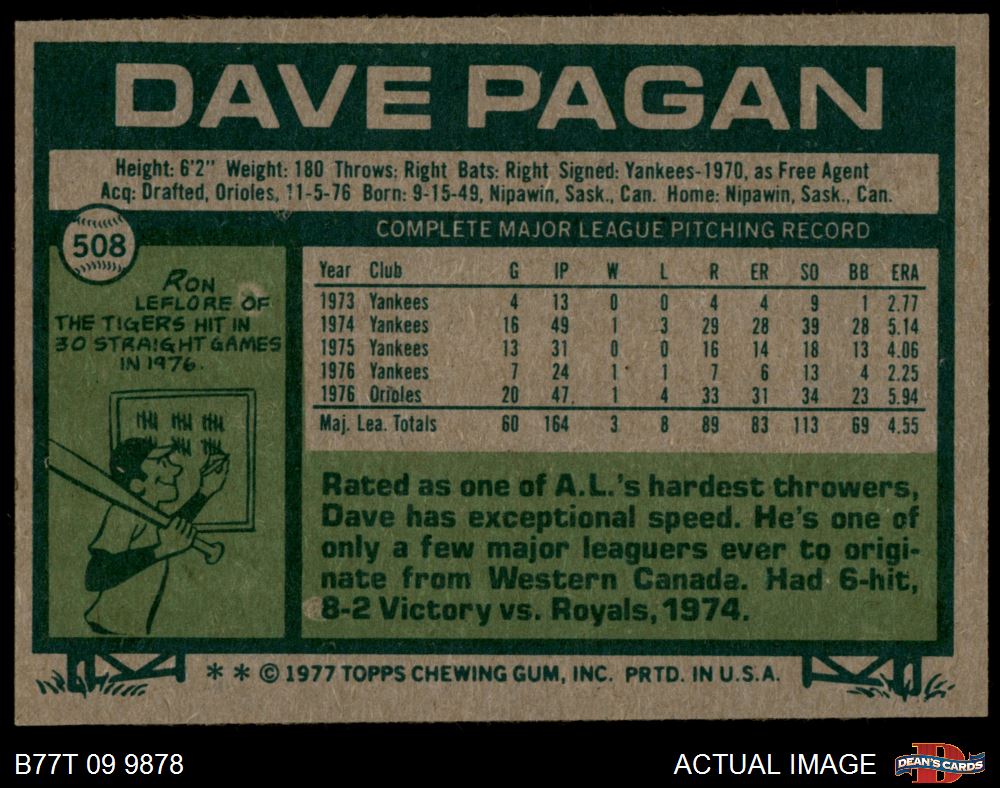 DAVE PAGAN
Height: 6'2" Weight: 180 Throws: Right Bats: Right Signed: Yankees-1970, as Free Agent
Acq: Drafted, Orioles, 11-5-76 Born: 9-15-49, Nipawin, Sask., Can. Home: Nipawin, Sask., Can.
508
COMPLETE MAJOR LEAGUE PITCHING RECORD
Year Club G IP W L R ER SO BB ERA
1973 Yankees 4 13 0 0 4 4 9 1 2.77
1974 Yankees 16 49 1 3 29 28 39 28 5.14
1975 Yankees 13 31 0 0 16 14 18 13 4.06
1976 Yankees 7 24 1 1 7 6 13 4 2.25
1976 Orioles 20 47 1 4 33 31 34 23 5.94
Maj. Lea. Totals 60 164 3 8 89 83 113 69 4.55
RON
LEFLORE OF
THE TIGERS HIT IN
30 STRAIGHT GAMES
IN 1976.
Rated as one of A.L.'s hardest throwers,
Dave has exceptional speed. He's one of
only a few major leaguers ever to origi-
nate from Western Canada. Had 6-hit,
8-2 Victory vs. Royals, 1974.
* * © 1977 TOPPS CHEWING GUM, INC. PRTD. IN U.S.A.
B77T 09 9878
ACTUAL IMAGE
DEAN'S CARDS